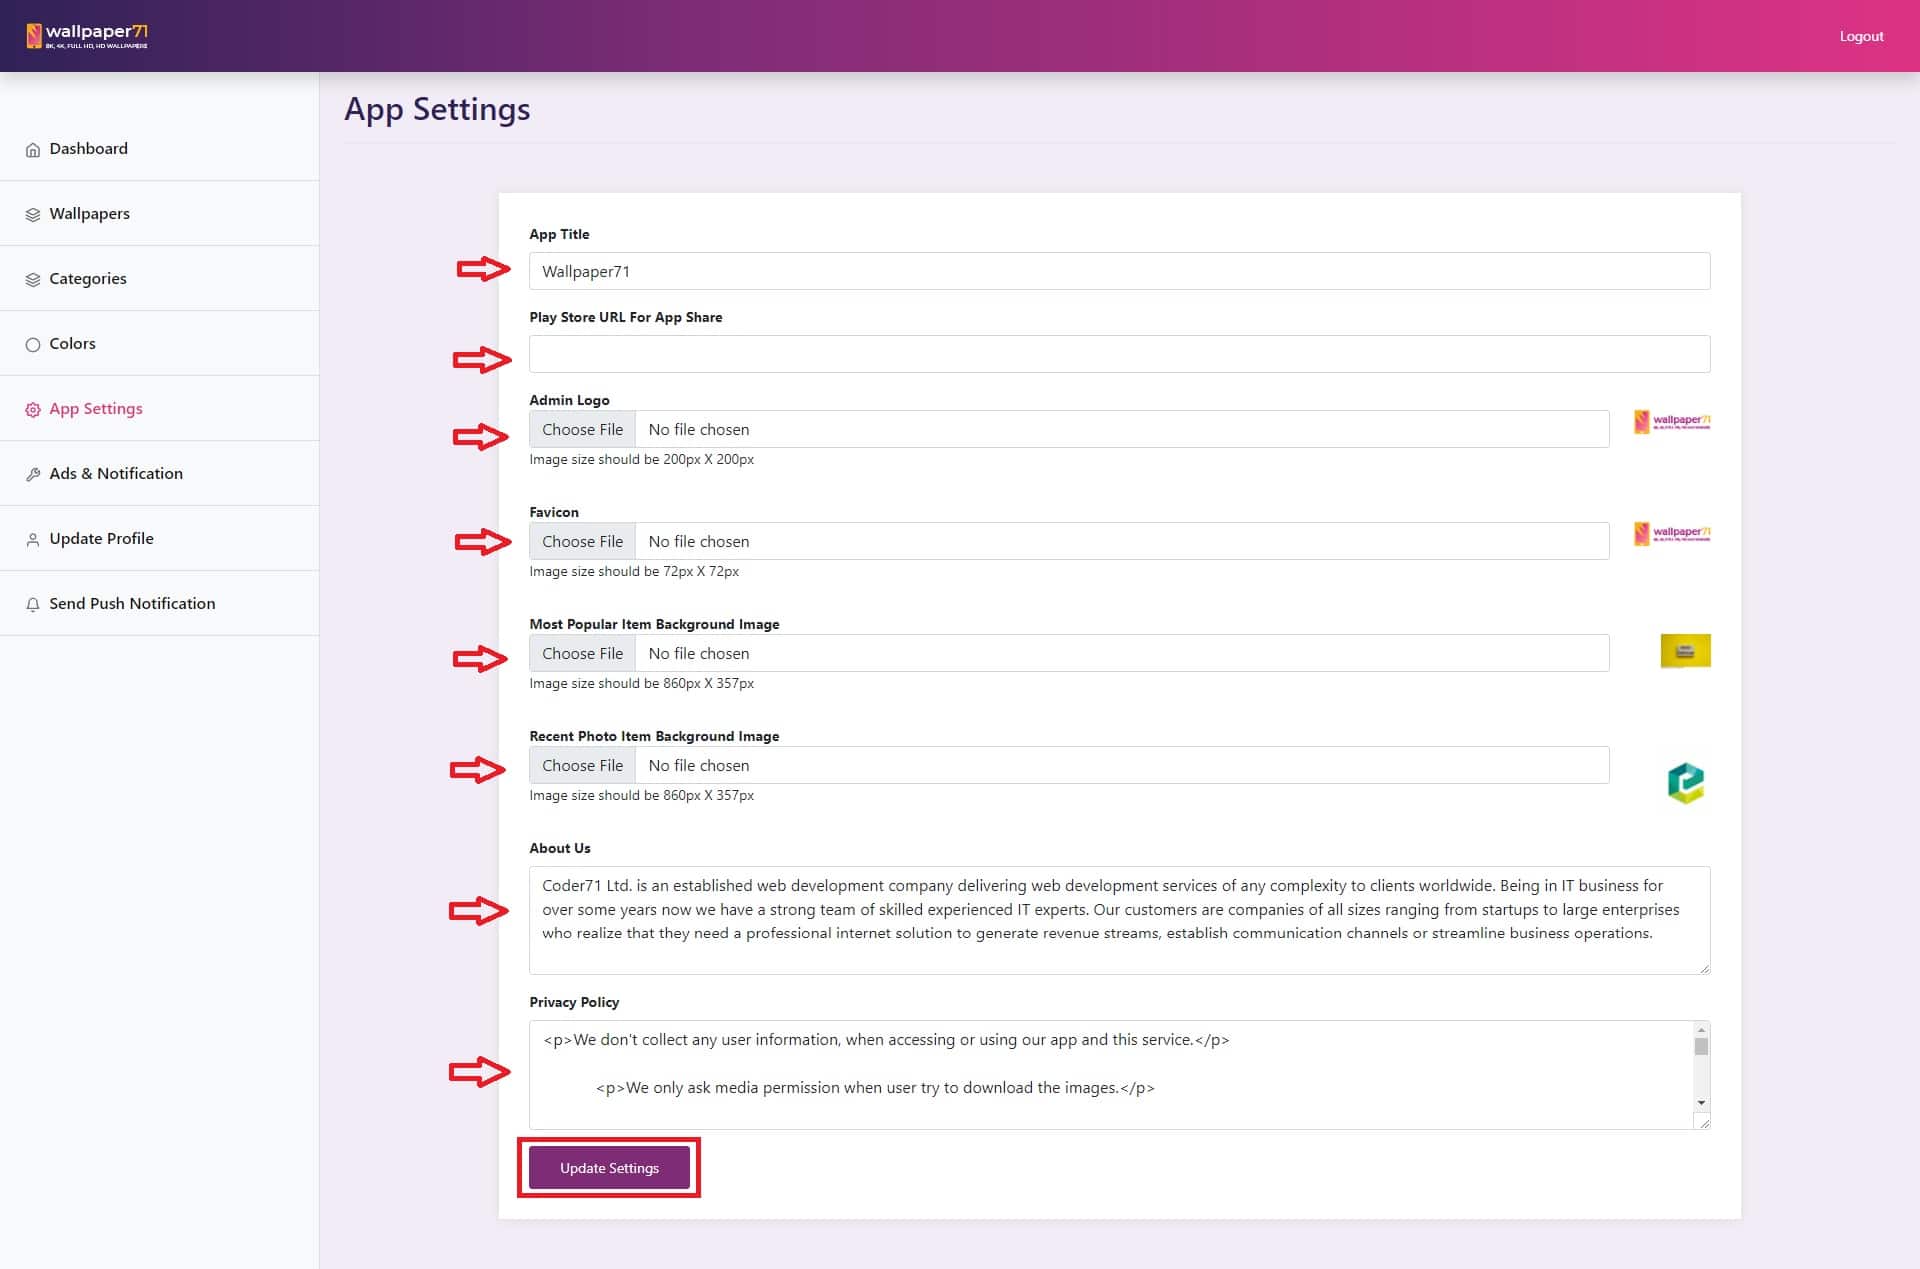 wallpaper71
8K, 4K, FULL HD, HD WALLPAPERS
Logout
Dashboard
Wallpapers
Categories
Colors
App Settings
Ads & Notification
Update Profile
Send Push Notification
App Settings
App Title
Wallpaper71
Play Store URL For App Share
Admin Logo
Choose File No file chosen
wallpaper71
Image size should be 200px X 200px
Favicon
Choose File No file chosen
wallpaper71
Image size should be 72px X 72px
Most Popular Item Background Image
Choose File No file chosen
Image size should be 860px X 357px
Recent Photo Item Background Image
Choose File No file chosen
Image size should be 860px X 357px
About Us
Coder71 Ltd. is an established web development company delivering web development services of any complexity to clients worldwide. Being in IT business for
over some years now we have a strong team of skilled experienced IT experts. Our customers are companies of all sizes ranging from startups to large enterprises
who realize that they need a professional internet solution to generate revenue streams, establish communication channels or streamline business operations.
Privacy Policy
<p>We don't collect any user information, when accessing or using our app and this service.</p>
<p>We only ask media permission when user try to download the images.</p>
Update Settings